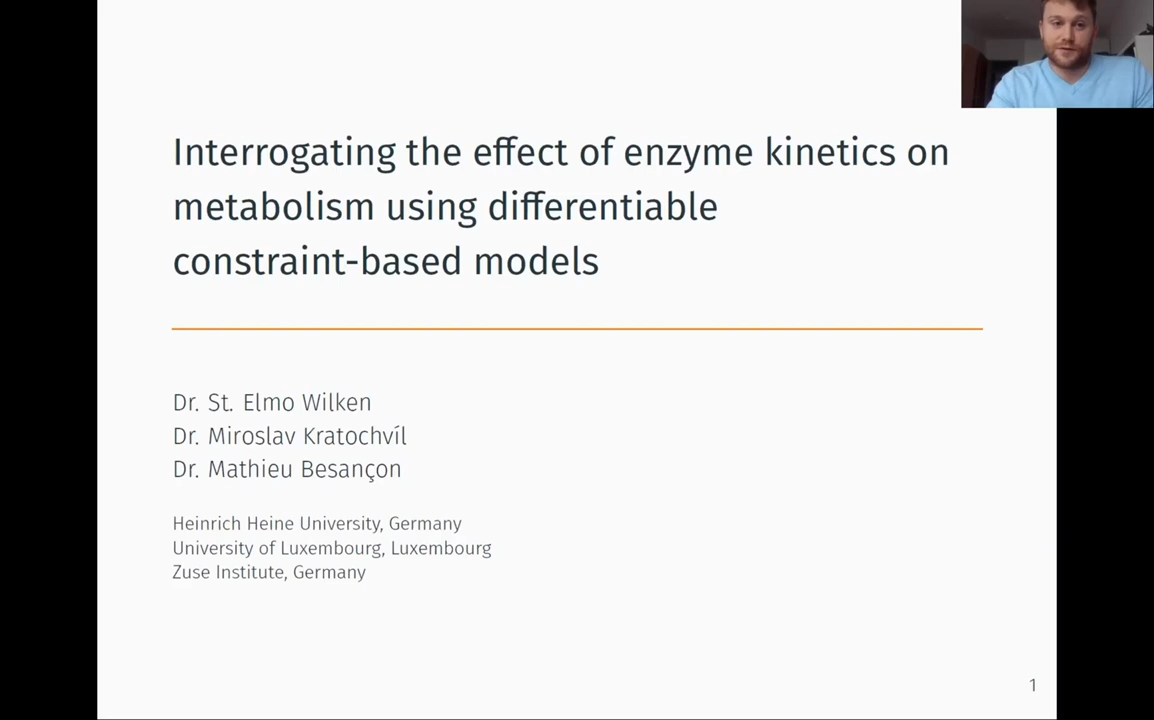 Interrogating the effect of enzyme kinetics on
metabolism using differentiable
constraint-based models
Dr. St. Elmo Wilken
Dr. Miroslav Kratochvíl
Dr. Mathieu Besançon
Heinrich Heine University, Germany
University of Luxembourg, Luxembourg
Zuse Institute, Germany
1